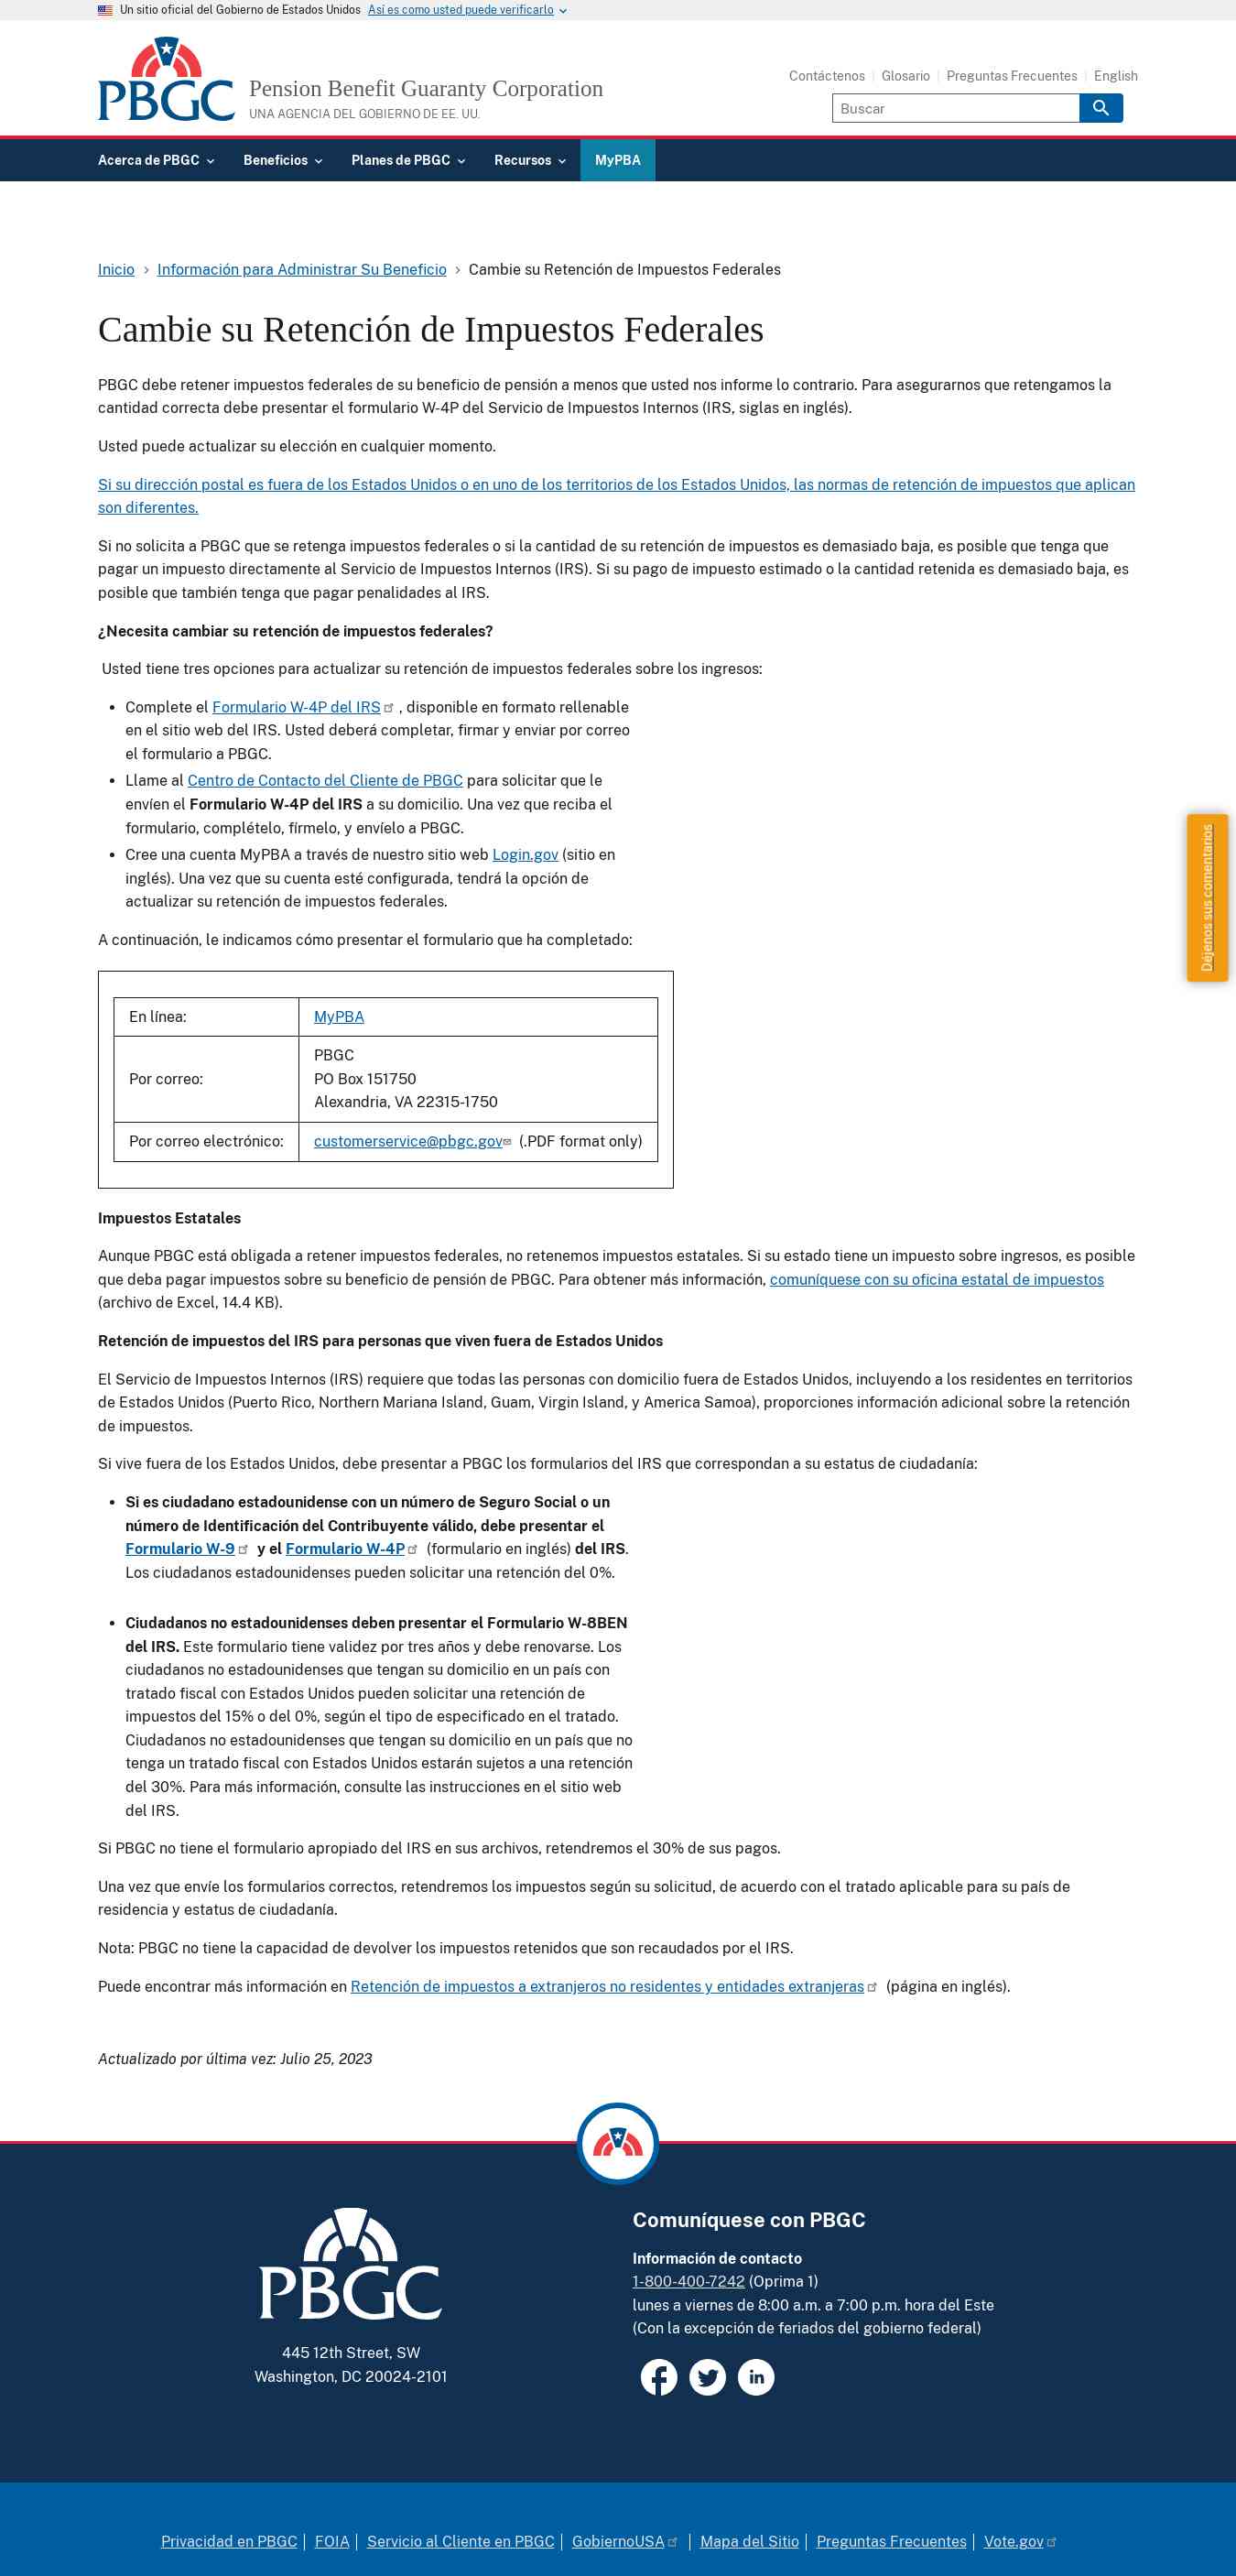 Un sitio oficial del Gobierno de Estados Unidos Así es como usted puede verificarlo
PBGC
Pension Benefit Guaranty Corporation
UNA AGENCIA DEL GOBIERNO DE EE. UU.
Contáctenos | Glosario | Preguntas Frecuentes | English
Buscar
Acerca de PBGC Beneficios Planes de PBGC Recursos MyPBA
Inicio > Información para Administrar Su Beneficio > Cambie su Retención de Impuestos Federales
Cambie su Retención de Impuestos Federales
PBGC debe retener impuestos federales de su beneficio de pensión a menos que usted nos informe lo contrario. Para asegurarnos que retengamos la
cantidad correcta debe presentar el formulario W-4P del Servicio de Impuestos Internos (IRS, siglas en inglés).
Usted puede actualizar su elección en cualquier momento.
Si su dirección postal es fuera de los Estados Unidos o en uno de los territorios de los Estados Unidos, las normas de retención de impuestos que aplican
son diferentes.
Si no solicita a PBGC que se retenga impuestos federales o si la cantidad de su retención de impuestos es demasiado baja, es posible que tenga que
pagar un impuesto directamente al Servicio de Impuestos Internos (IRS). Si su pago de impuesto estimado o la cantidad retenida es demasiado baja, es
posible que también tenga que pagar penalidades al IRS.
¿Necesita cambiar su retención de impuestos federales?
Usted tiene tres opciones para actualizar su retención de impuestos federales sobre los ingresos:
• Complete el Formulario W-4P del IRS , disponible en formato rellenable
en el sitio web del IRS. Usted deberá completar, firmar y enviar por correo
el formulario a PBGC.
• Llame al Centro de Contacto del Cliente de PBGC para solicitar que le
envíen el Formulario W-4P del IRS a su domicilio. Una vez que reciba el
formulario, complételo, fírmelo, y envíelo a PBGC.
• Cree una cuenta MyPBA a través de nuestro sitio web Login.gov (sitio en
inglés). Una vez que su cuenta esté configurada, tendrá la opción de
actualizar su retención de impuestos federales.
Déjenos sus comentarios
A continuación, le indicamos cómo presentar el formulario que ha completado:
En línea: MyPBA
Por correo: PBGC
PO Box 151750
Alexandria, VA 22315-1750
Por correo electrónico: customerservice@pbgc.gov (.PDF format only)
Impuestos Estatales
Aunque PBGC está obligada a retener impuestos federales, no retenemos impuestos estatales. Si su estado tiene un impuesto sobre ingresos, es posible
que deba pagar impuestos sobre su beneficio de pensión de PBGC. Para obtener más información, comuníquese con su oficina estatal de impuestos
(archivo de Excel, 14.4 KB).
Retención de impuestos del IRS para personas que viven fuera de Estados Unidos
El Servicio de Impuestos Internos (IRS) requiere que todas las personas con domicilio fuera de Estados Unidos, incluyendo a los residentes en territorios
de Estados Unidos (Puerto Rico, Northern Mariana Island, Guam, Virgin Island, y America Samoa), proporciones información adicional sobre la retención
de impuestos.
Si vive fuera de los Estados Unidos, debe presentar a PBGC los formularios del IRS que correspondan a su estatus de ciudadanía:
• Si es ciudadano estadounidense con un número de Seguro Social o un
número de Identificación del Contribuyente válido, debe presentar el
Formulario W-9 y el Formulario W-4P (formulario en inglés) del IRS.
Los ciudadanos estadounidenses pueden solicitar una retención del 0%.
• Ciudadanos no estadounidenses deben presentar el Formulario W-8BEN
del IRS. Este formulario tiene validez por tres años y debe renovarse. Los
ciudadanos no estadounidenses que tengan su domicilio en un país con
tratado fiscal con Estados Unidos pueden solicitar una retención de
impuestos del 15% o del 0%, según el tipo de especificado en el tratado.
Ciudadanos no estadounidenses que tengan su domicilio en un país que no
tenga un tratado fiscal con Estados Unidos estarán sujetos a una retención
del 30%. Para más información, consulte las instrucciones en el sitio web
del IRS.
Si PBGC no tiene el formulario apropiado del IRS en sus archivos, retendremos el 30% de sus pagos.
Una vez que envíe los formularios correctos, retendremos los impuestos según su solicitud, de acuerdo con el tratado aplicable para su país de
residencia y estatus de ciudadanía.
Nota: PBGC no tiene la capacidad de devolver los impuestos retenidos que son recaudados por el IRS.
Puede encontrar más información en Retención de impuestos a extranjeros no residentes y entidades extranjeras (página en inglés).
Actualizado por última vez: Julio 25, 2023
PBGC
445 12th Street, SW
Washington, DC 20024-2101
Comuníquese con PBGC
Información de contacto
1-800-400-7242 (Oprima 1)
lunes a viernes de 8:00 a.m. a 7:00 p.m. hora del Este
(Con la excepción de feriados del gobierno federal)
Privacidad en PBGC | FOIA | Servicio al Cliente en PBGC | GobiernoUSA | Mapa del Sitio | Preguntas Frecuentes | Vote.gov